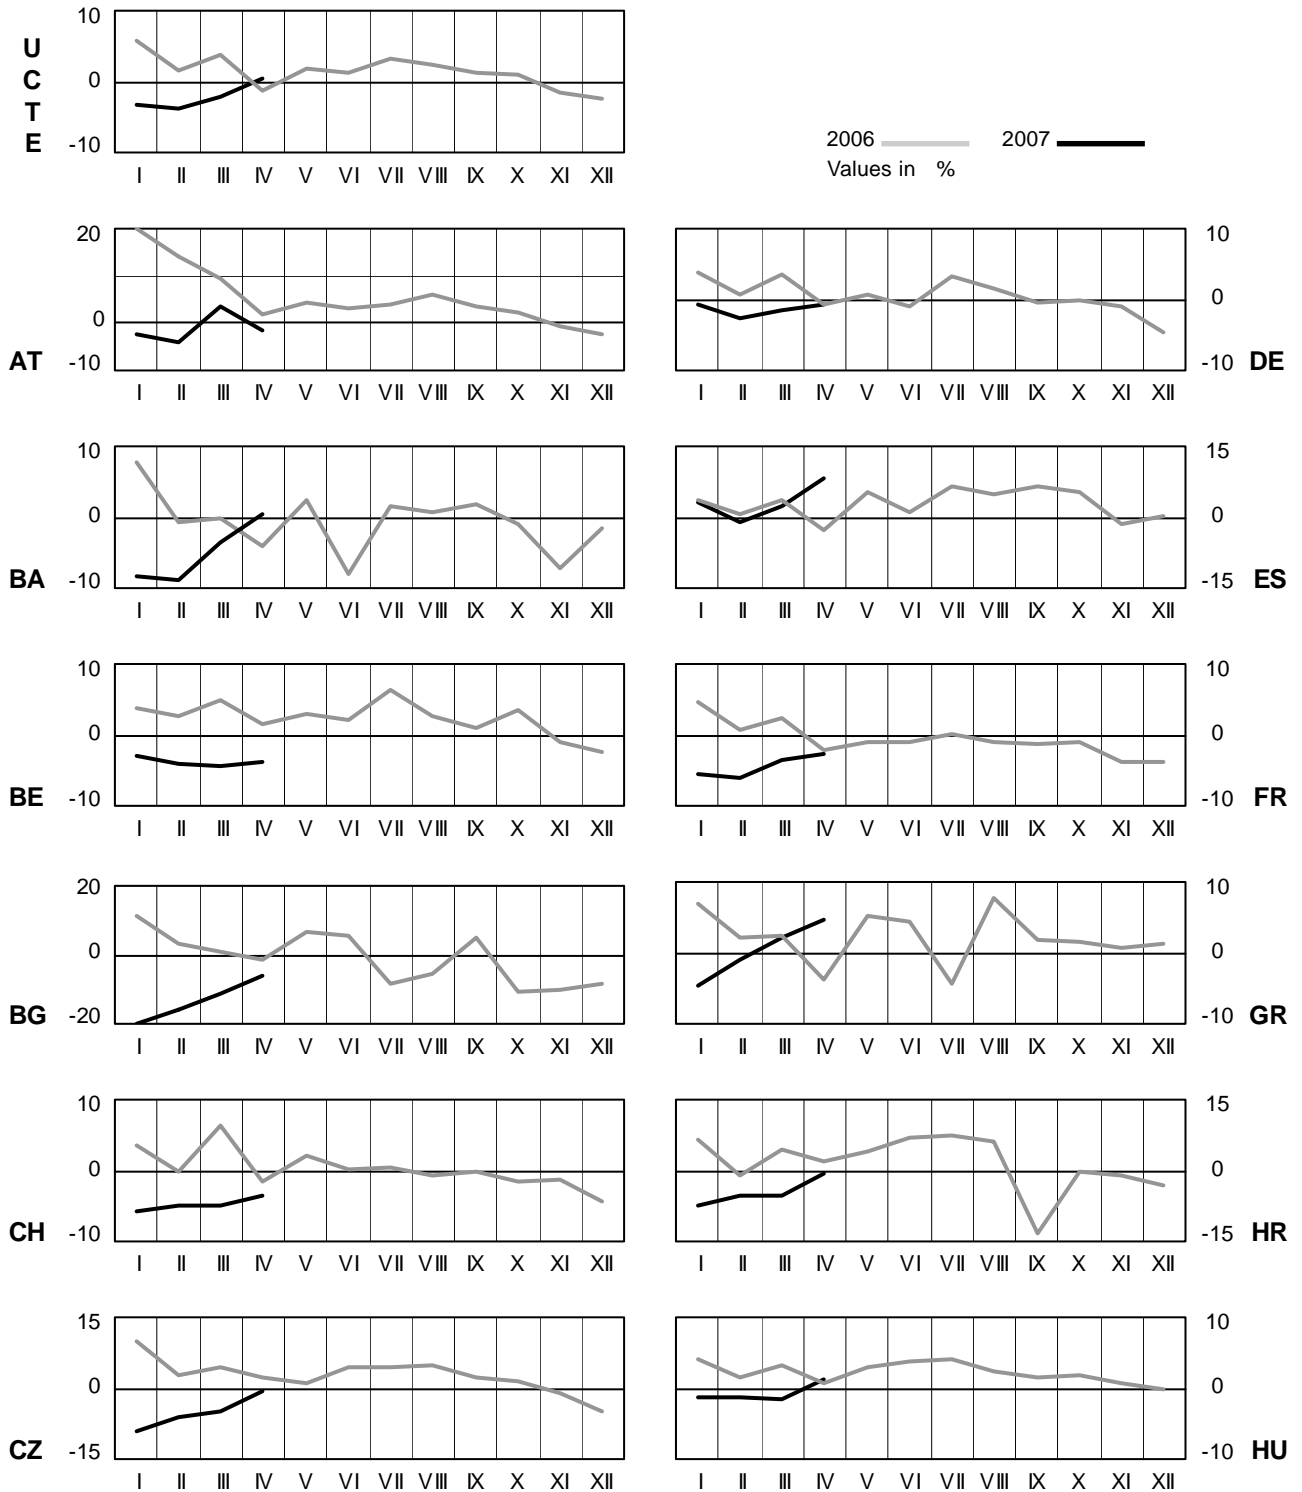 10
U
C
T
E
0
-10
I II III IV V VI VII VIII IX X XI XII
2006 2007
Values in %
20
0
AT -10
I II III IV V VI VII VIII IX X XI XII
10
0
-10 DE
I II III IV V VI VII VIII IX X XI XII
10
0
BA -10
I II III IV V VI VII VIII IX X XI XII
15
0
-15 ES
I II III IV V VI VII VIII IX X XI XII
10
0
BE -10
I II III IV V VI VII VIII IX X XI XII
10
0
-10 FR
I II III IV V VI VII VIII IX X XI XII
20
0
BG -20
I II III IV V VI VII VIII IX X XI XII
10
0
-10 GR
I II III IV V VI VII VIII IX X XI XII
10
0
CH -10
I II III IV V VI VII VIII IX X XI XII
15
0
-15 HR
I II III IV V VI VII VIII IX X XI XII
15
0
CZ -15
I II III IV V VI VII VIII IX X XI XII
10
0
-10 HU
I II III IV V VI VII VIII IX X XI XII